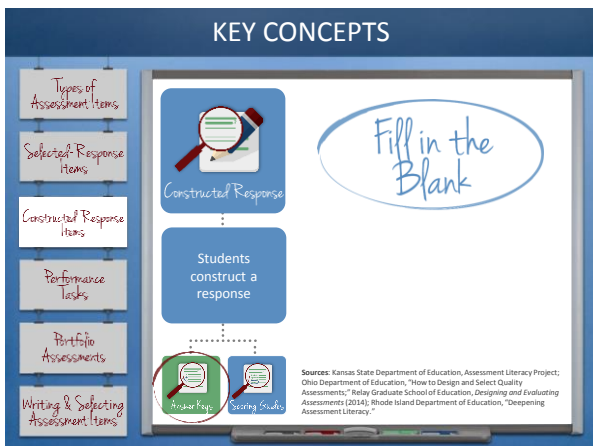 KEY CONCEPTS
Types of
Assessment Items
Selected-Response
Items
Constructed Response
Items
Performance
Tasks
Portfolio
Assessments
Writing & Selecting
Assessment Items
Constructed Response
Students
construct a
response
Answer Keys
Scoring Guides
Fill in the
Blank
Sources: Kansas State Department of Education, Assessment Literacy Project;
Ohio Department of Education, "How to Design and Select Quality
Assessments;" Relay Graduate School of Education, Designing and Evaluating
Assessments (2014); Rhode Island Department of Education, "Deepening
Assessment Literacy."